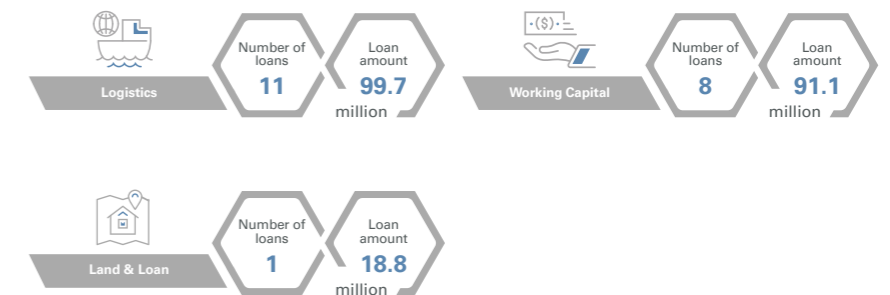 Logistics
Number of
loans
11
Loan
amount
99.7
million
Working Capital
($)
Number of
loans
8
Loan
amount
91.1
million
Land & Loan
Number of
loans
1
Loan
amount
18.8
million